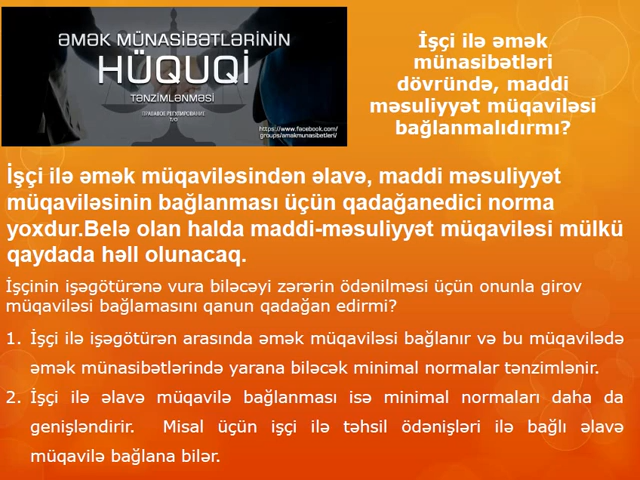 ƏMƏK MÜNASİBƏTLƏRİNİN
HÜQUQİ
TƏNZİMLƏNMƏSİ
ПРАВОВОЕ РЕГУЛИРОВАНИЕ
Т/О
https://www.facebook.com/
groups/amakmunasibetleri/
İşçi ilə əmək
münasibətləri
dövründə, maddi
məsuliyyət müqaviləsi
bağlanmalıdırmı?
İşçi ilə əmək müqaviləsindən əlavə, maddi məsuliyyət
müqaviləsinin bağlanması üçün qadağanedici norma
yoxdur.Belə olan halda maddi-məsuliyyət müqaviləsi mülkü
qaydada həll olunacaq.
İşçinin işəgötürənə vura biləcəyi zərərin ödənilməsi üçün onunla girov
müqaviləsi bağlamasını qanun qadağan edirmi?
1. İşçi ilə işəgötürən arasında əmək müqaviləsi bağlanır və bu müqavilədə
əmək münasibətlərində yarana biləcək minimal normalar tənzimlənir.
2. İşçi ilə əlavə müqavilə bağlanması isə minimal normaları daha da
genişləndirir. Misal üçün işçi ilə təhsil ödənişləri ilə bağlı əlavə
müqavilə bağlana bilər.